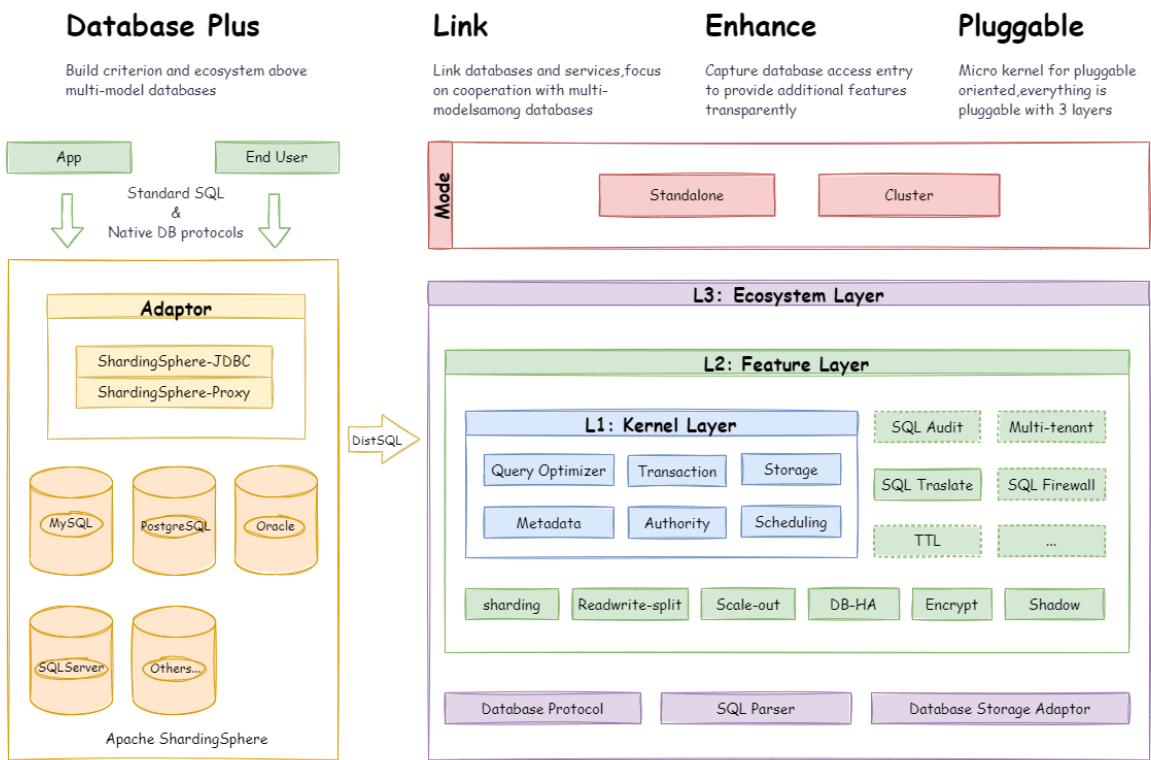 Database Plus
Build criterion and ecosystem above
multi-model databases
Link
Link databases and services,focus
on cooperation with multi-
modelsamong databases
Enhance
Capture database access entry
to provide additional features
transparently
Pluggable
Micro kernel for pluggable
oriented,everything is
pluggable with 3 layers
App
End User
Standard SQL
&
Native DB protocols
Adaptor
ShardingSphere-JDBC
ShardingSphere-Proxy
MySQL
PostgreSQL
Oracle
SQLServer
Others...
Apache ShardingSphere
DistSQL
Mode
Standalone
Cluster
L3: Ecosystem Layer
L2: Feature Layer
L1: Kernel Layer
Query Optimizer
Transaction
Storage
Metadata
Authority
Scheduling
SQL Audit
Multi-tenant
SQL Traslate
SQL Firewall
TTL
...
sharding
Readwrite-split
Scale-out
DB-HA
Encrypt
Shadow
Database Protocol
SQL Parser
Database Storage Adaptor